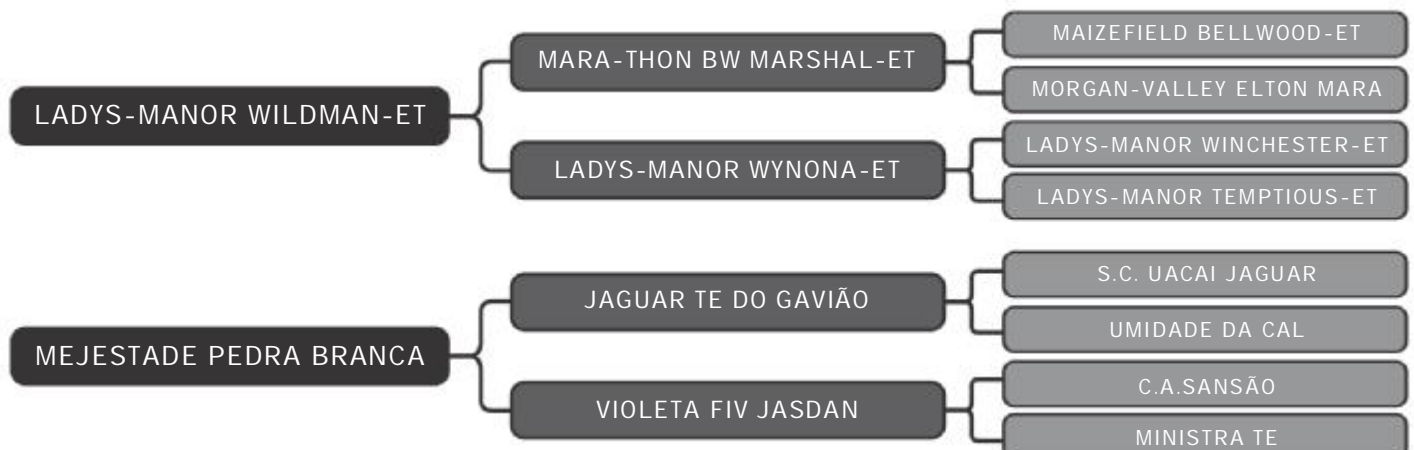 MAIZEFIELD BELLWOOD-ET
MARA-THON BW MARSHAL-ET
MORGAN-VALLEY ELTON MARA
LADYS-MANOR WILDMAN-ET
LADYS-MANOR WINCHESTER-ET
LADYS-MANOR WYNONA-ET
LADYS-MANOR TEMPTIOUS-ET
S.C. UACAI JAGUAR
JAGUAR TE DO GAVIÃO
UMIDADE DA CAL
MEJESTADE PEDRA BRANCA
C.A.SANSÃO
VIOLETA FIV JASDAN
MINISTRA TE